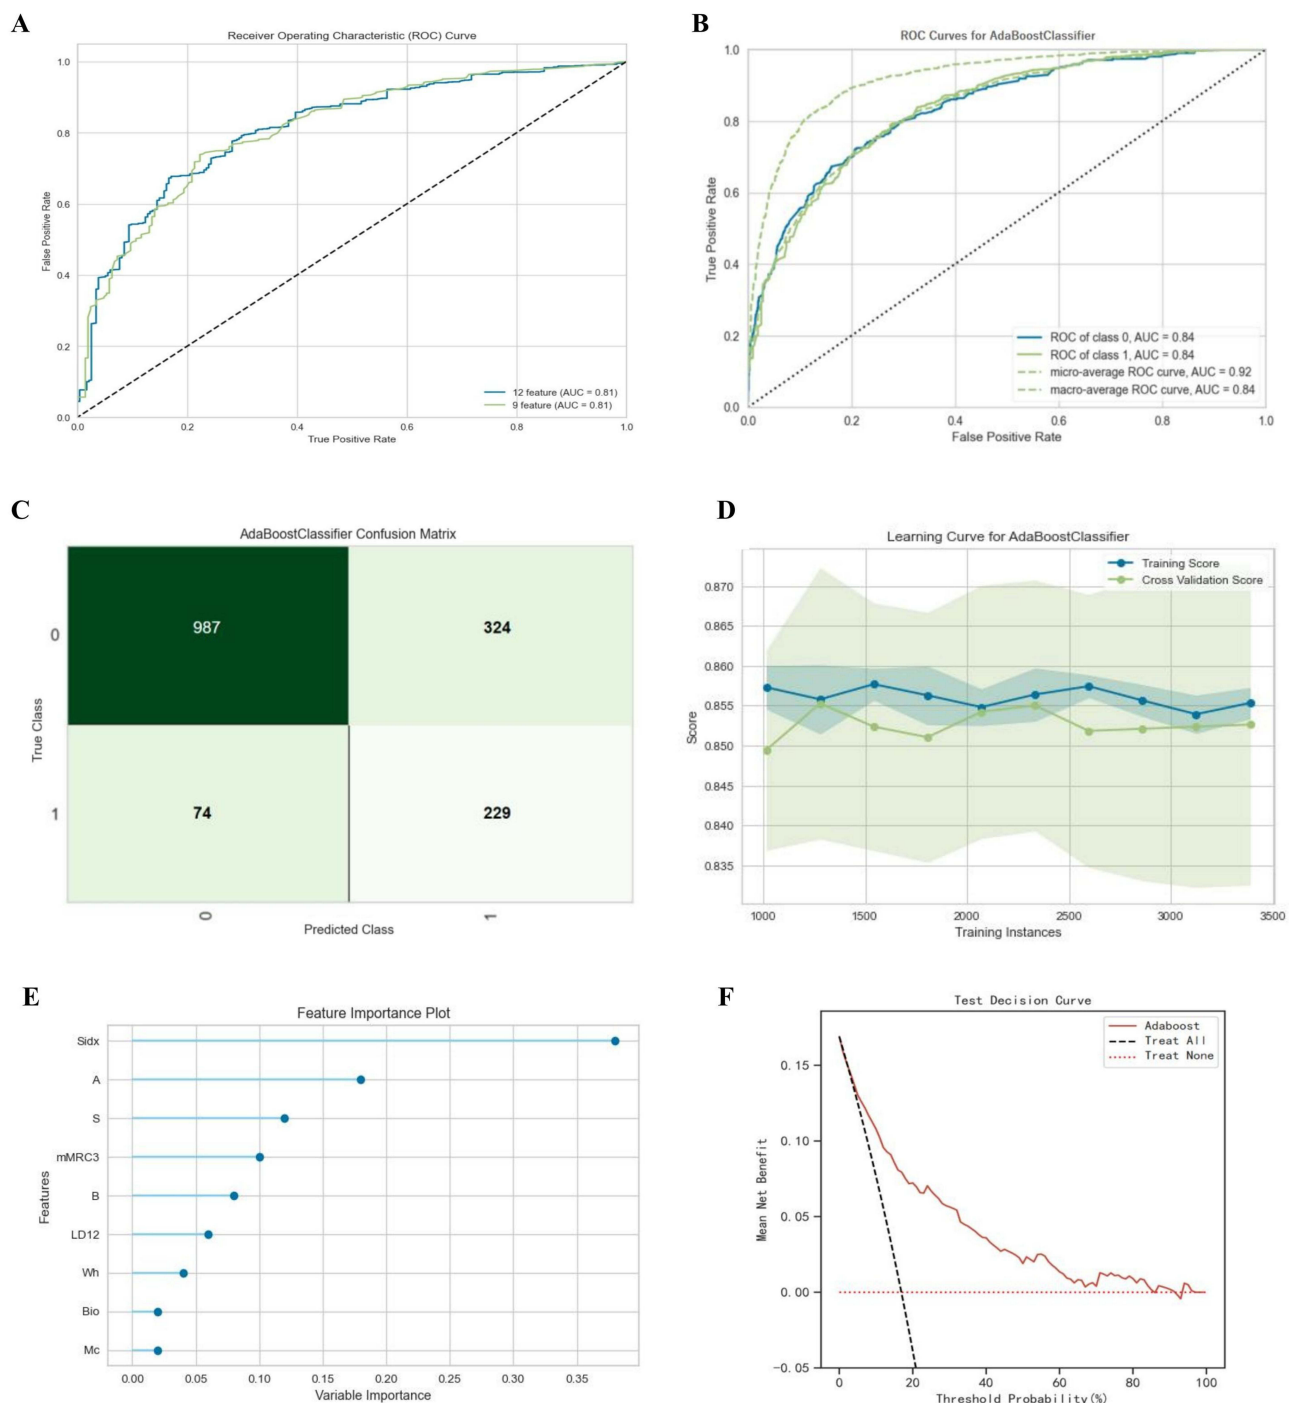 A
Receiver Operating Characteristic (ROC) Curve
1.0
0.8
0.6
0.4
0.2
0.0
False Positive Rate
12 feature (AUC = 0.81)
9 feature (AUC = 0.81)
0.0 0.2 0.4 0.6 0.8 1.0
True Positive Rate
B
ROC Curves for AdaBoostClassifier
1.0
0.8
0.6
0.4
0.2
0.0
True Positive Rate
ROC of class 0, AUC = 0.84
ROC of class 1, AUC = 0.84
micro-average ROC curve, AUC = 0.92
macro-average ROC curve, AUC = 0.84
0.0 0.2 0.4 0.6 0.8 1.0
False Positive Rate
C
AdaBoostClassifier Confusion Matrix
True Class
0
987 324
1
74 229
0 1
Predicted Class
D
Learning Curve for AdaBoostClassifier
Training Score
Cross Validation Score
0.870
0.865
0.860
0.855
0.850
0.845
0.840
0.835
Score
1000 1500 2000 2500 3000 3500
Training Instances
E
Feature Importance Plot
Features
Sidx
A
S
mMRC3
B
LD12
Wh
Bio
Mc
0.00 0.05 0.10 0.15 0.20 0.25 0.30 0.35
Variable Importance
F
Test Decision Curve
Adaboost
Treat All
Treat None
0.15
0.10
0.05
0.00
−0.05
Mean Net Benefit
0 20 40 60 80 100
Threshold Probability(%)